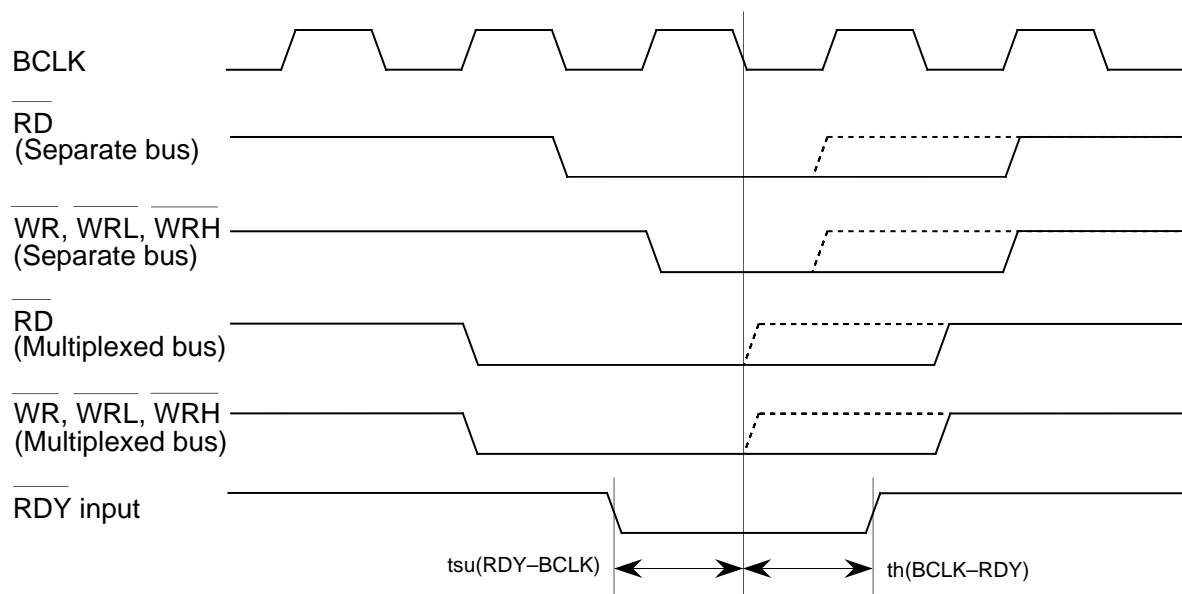 BCLK
RD
(Separate bus)
WR, WRL, WRH
(Separate bus)
RD
(Multiplexed bus)
WR, WRL, WRH
(Multiplexed bus)
RDY input
tsu(RDY–BCLK)
th(BCLK–RDY)